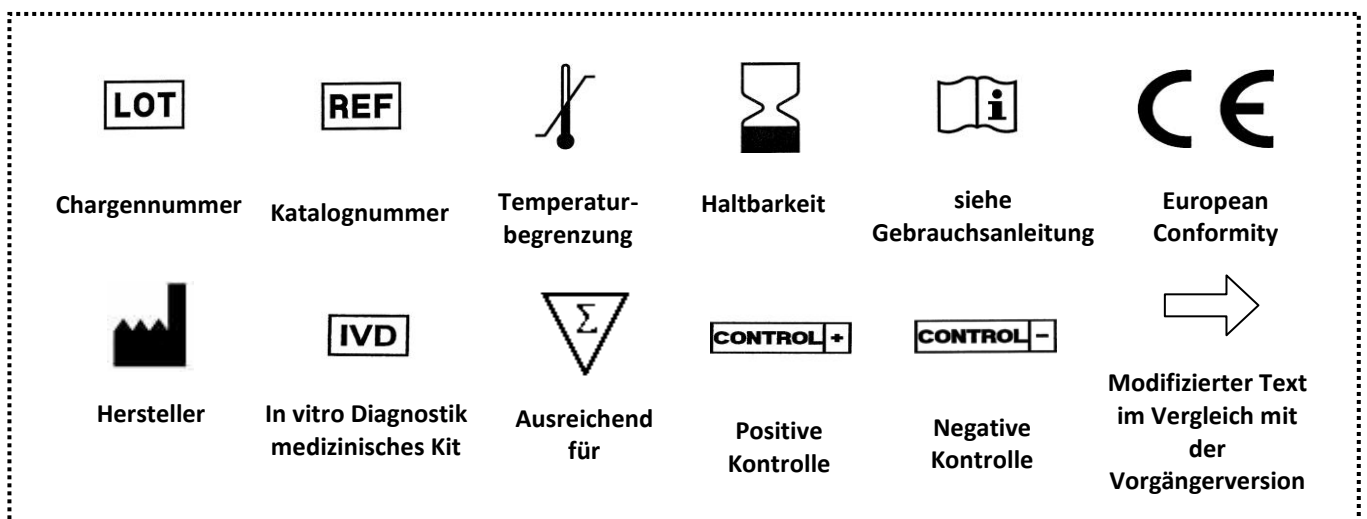 LOT
REF
i
CE
Chargennummer
Katalognummer
Temperatur-
begrenzung
Haltbarkeit
siehe
Gebrauchsanleitung
European
Conformity
IVD
Σ
CONTROL +
CONTROL −
Hersteller
In vitro Diagnostik
medizinisches Kit
Ausreichend
für
Positive
Kontrolle
Negative
Kontrolle
Modifizierter Text
im Vergleich mit
der
Vorgängerversion